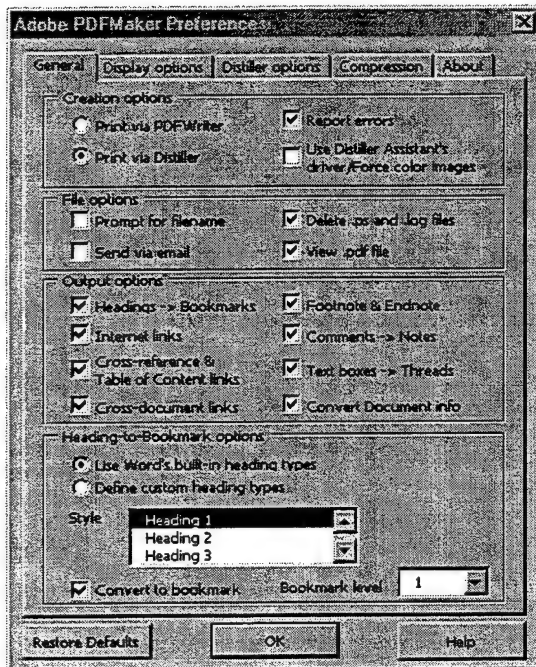 Adobe PDFMaker Preferences
General Display options Distiller options Compression About
Creation options
Print via PDFWriter
Report errors
Print via Distiller
Use Distiller Assistant's
driver/Force color images
File options
Prompt for filename
Delete .ps and .log files
Send via email
View .pdf file
Output options
Headings -> Bookmarks
Footnote & Endnote
Internet links
Comments -> Notes
Cross-reference &
Table of Content links
Text boxes -> Threads
Cross-document links
Convert Document info
Heading-to-Bookmark options
Use Word's built-in heading types
Define custom heading types
Style
Heading 1
Heading 2
Heading 3
Convert to bookmark
Bookmark level 1
Restore Defaults OK Help